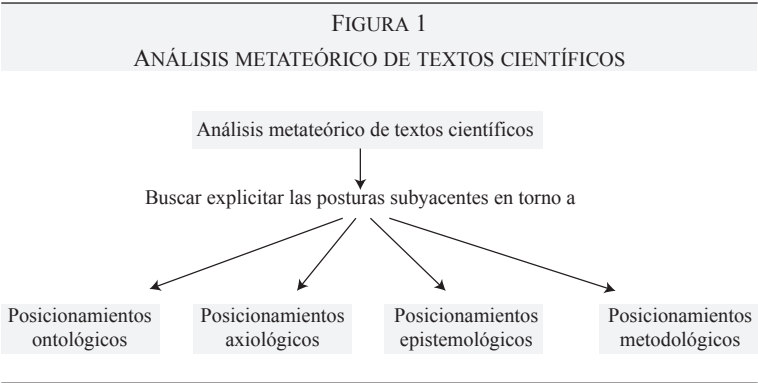 FIGURA 1
ANÁLISIS METATEÓRICO DE TEXTOS CIENTÍFICOS
Análisis metateórico de textos científicos
Buscar explicitar las posturas subyacentes en torno a
Posicionamientos
ontológicos
Posicionamientos
axiológicos
Posicionamientos
epistemológicos
Posicionamientos
metodológicos